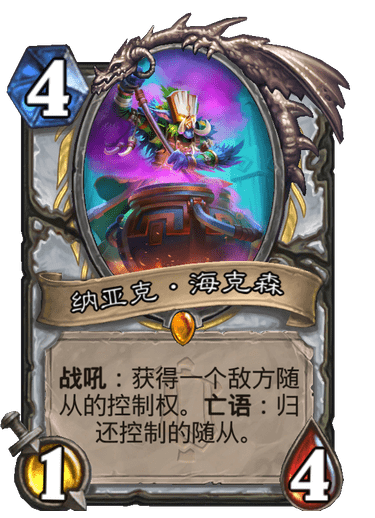 4
纳亚克·海克森
战吼：获得一个敌方随
从的控制权。亡语：归
还控制的随从。
1
4